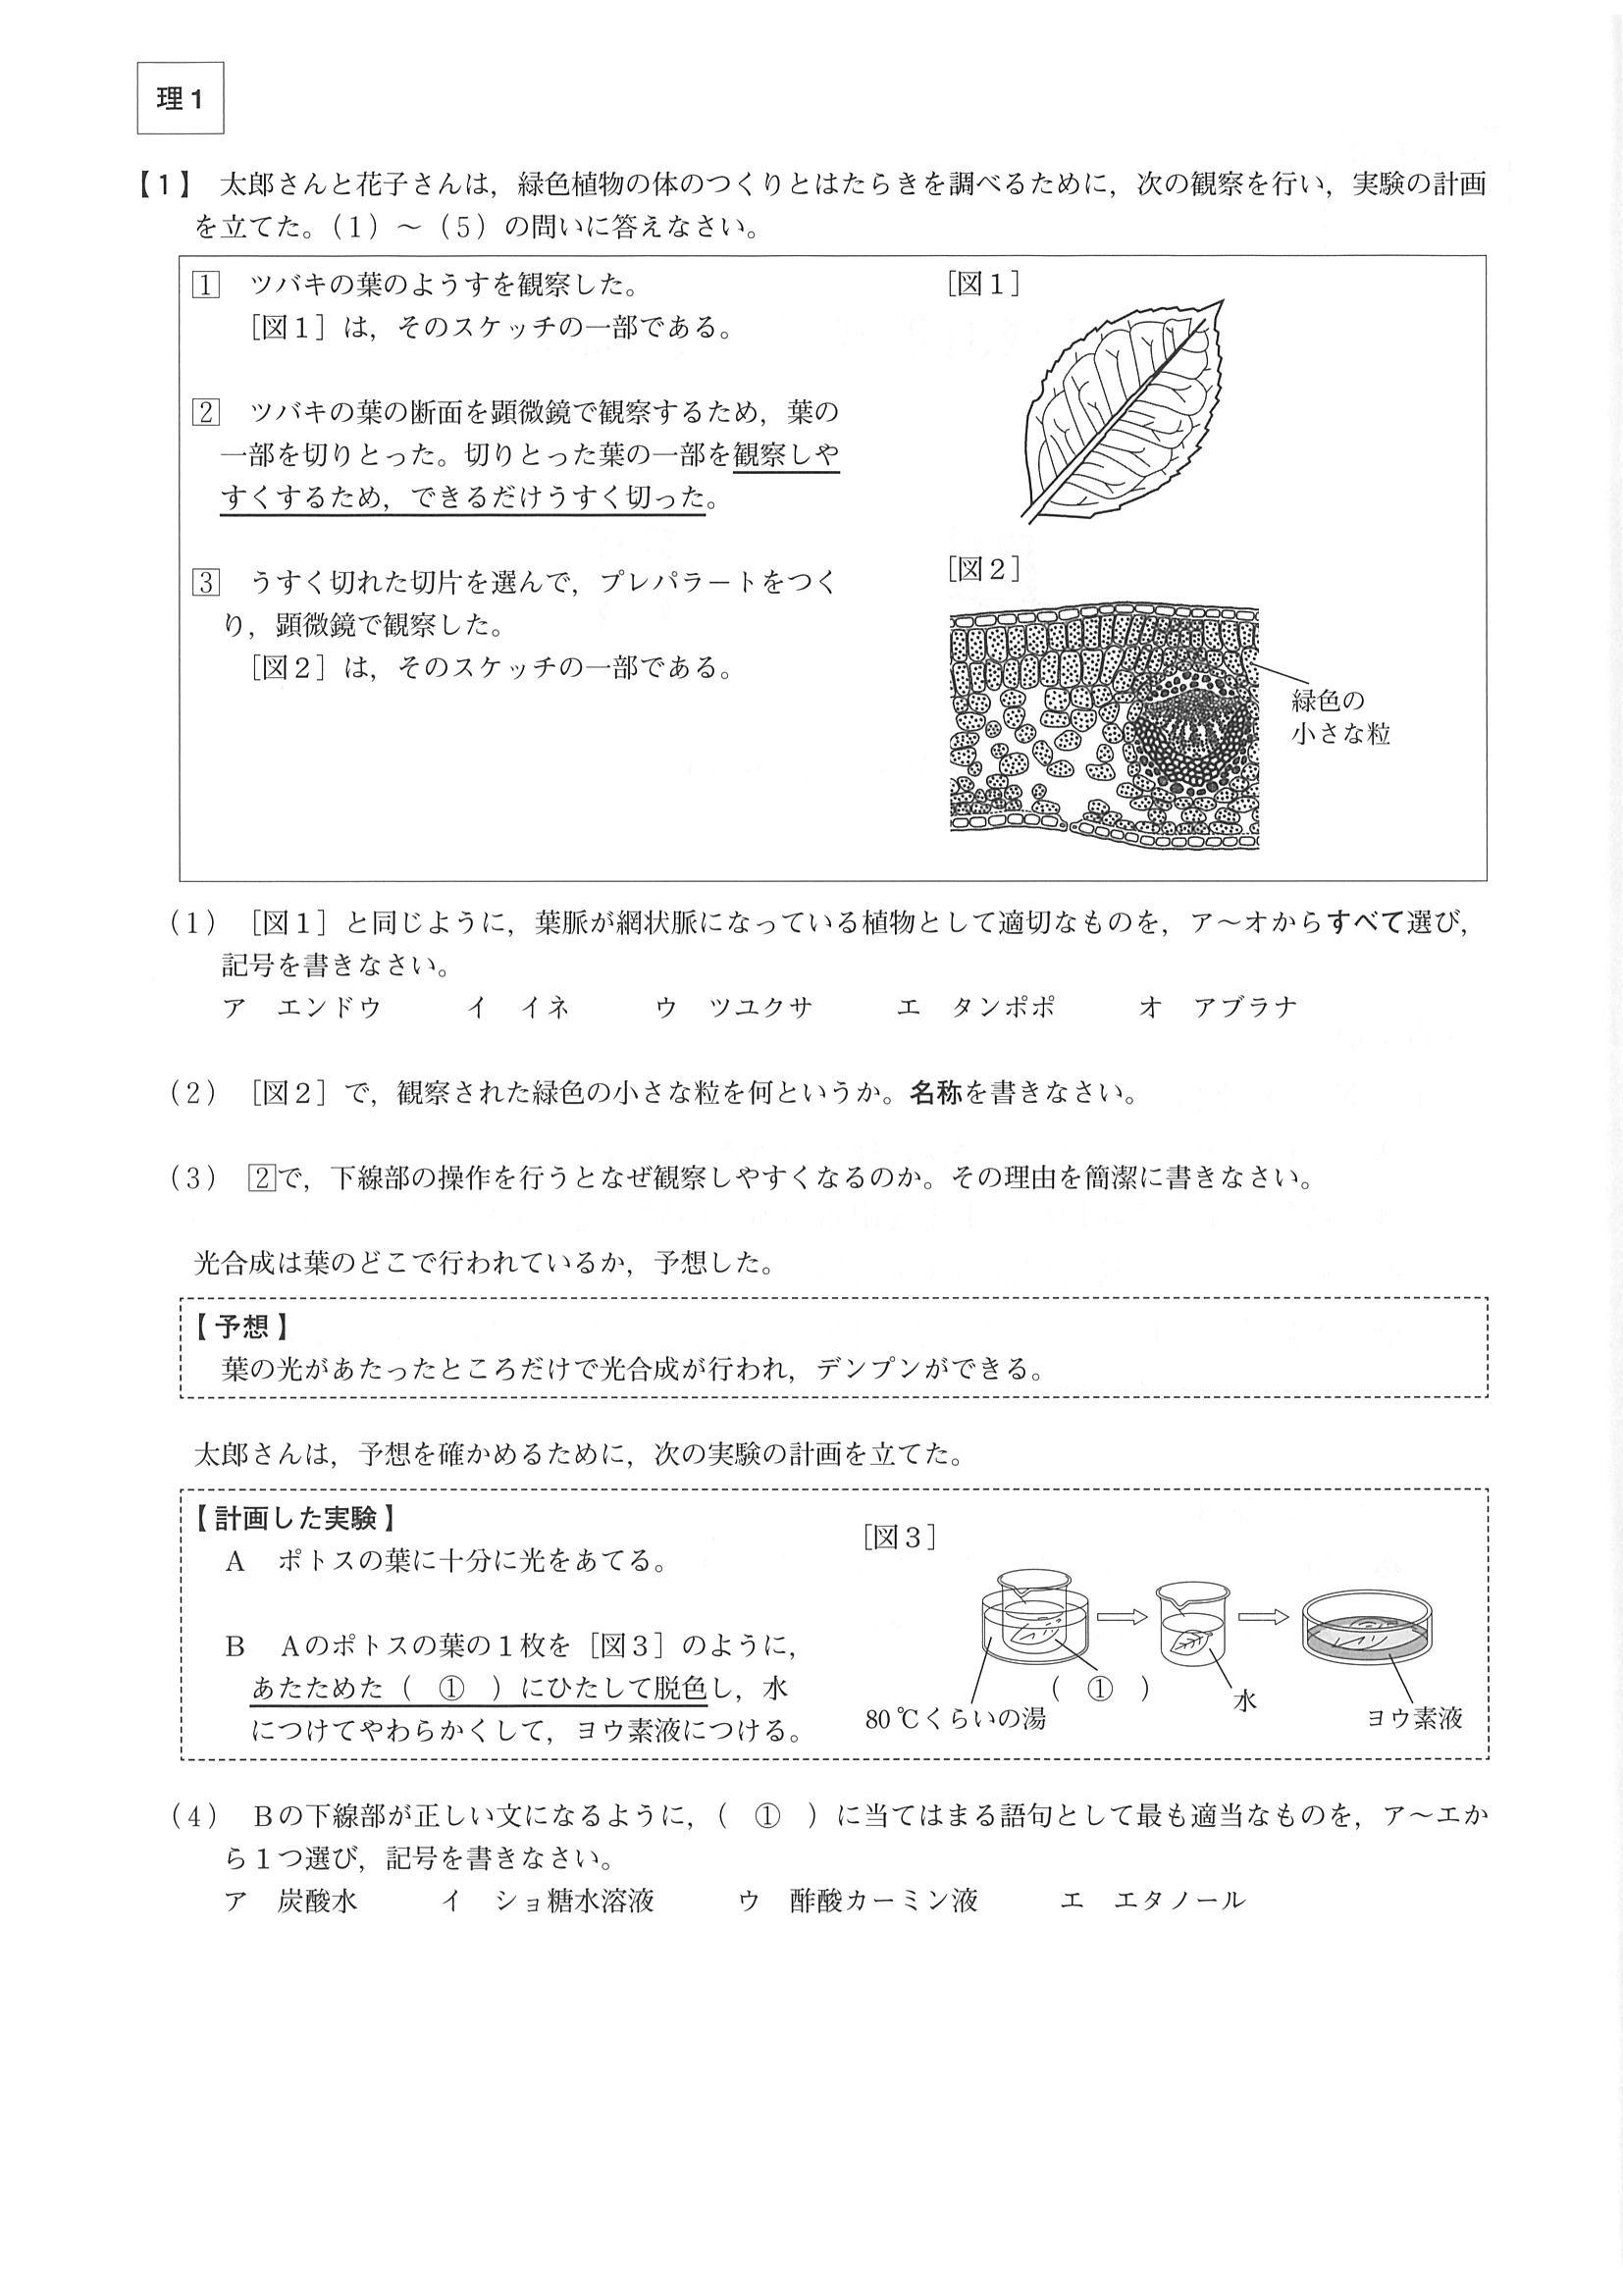 理1
【1】 太郎さんと花子さんは，緑色植物の体のつくりとはたらきを調べるために，次の観察を行い，実験の計画
を立てた。（1）～（5）の問いに答えなさい。
1 ツバキの葉のようすを観察した。
［図1］は，そのスケッチの一部である。
2 ツバキの葉の断面を顕微鏡で観察するため，葉の
一部を切りとった。切りとった葉の一部を観察しや
すくするため，できるだけうすく切った。
3 うすく切れた切片を選んで，プレパラートをつく
り，顕微鏡で観察した。
［図2］は，そのスケッチの一部である。
［図1］
［図2］
緑色の
小さな粒
（1） ［図1］と同じように，葉脈が網状脈になっている植物として適切なものを，ア～オからすべて選び，
記号を書きなさい。
ア エンドウ イ イネ ウ ツユクサ エ タンポポ オ アブラナ
（2） ［図2］で，観察された緑色の小さな粒を何というか。名称を書きなさい。
（3） 2で，下線部の操作を行うとなぜ観察しやすくなるのか。その理由を簡潔に書きなさい。
光合成は葉のどこで行われているか，予想した。
【予想】
葉の光があたったところだけで光合成が行われ，デンプンができる。
太郎さんは，予想を確かめるために，次の実験の計画を立てた。
【計画した実験】
A ポトスの葉に十分に光をあてる。
B Aのポトスの葉の1枚を［図3］のように，
あたためた（ ① ）にひたして脱色し，水
につけてやわらかくして，ヨウ素液につける。
［図3］
（ ① ）
80℃くらいの湯
水
ヨウ素液
（4） Bの下線部が正しい文になるように，（ ① ）に当てはまる語句として最も適当なものを，ア～エか
ら1つ選び，記号を書きなさい。
ア 炭酸水 イ ショ糖水溶液 ウ 酢酸カーミン液 エ エタノール